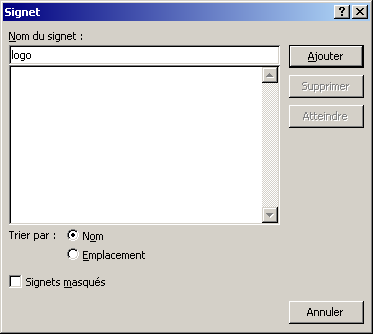 Signet
Nom du signet :
logo
Ajouter
Supprimer
Atteindre
Trier par :
Nom
Emplacement
Signets masqués
Annuler